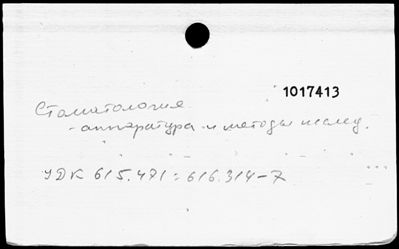 1017413
Стоматология
- аппаратура и методы исслед.
УДК 615.471:616.314-7